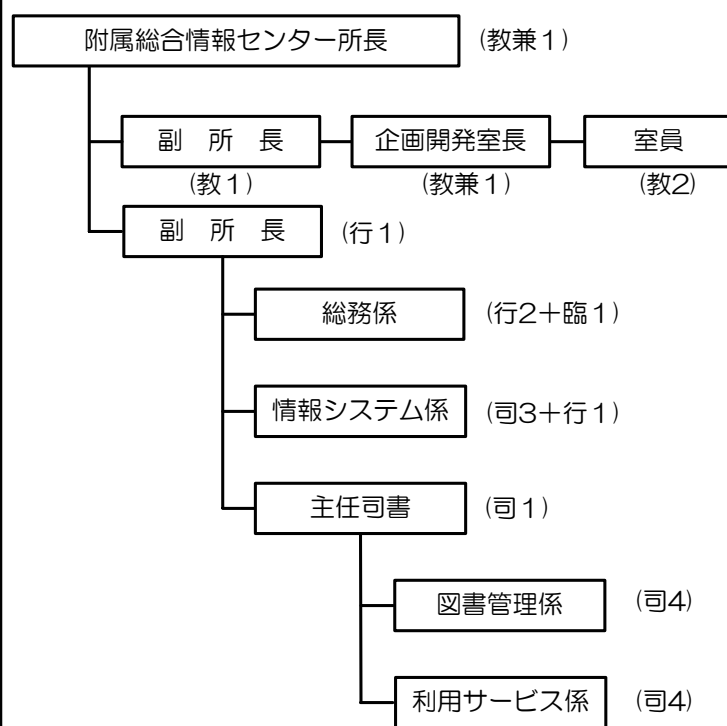 附属総合情報センター所長 (教兼1)
副 所 長 企画開発室長 室員
(教1) (教兼1) (教2)
副 所 長 (行1)
総務係 (行2+臨1)
情報システム係 (司3+行1)
主任司書 (司1)
図書管理係 (司4)
利用サービス係 (司4)